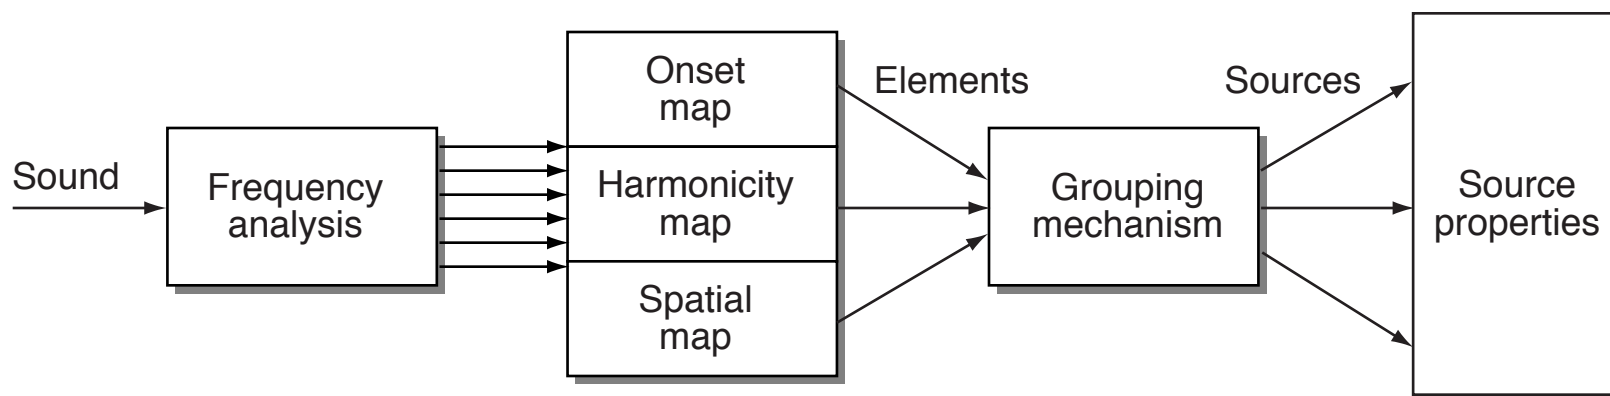 Sound
Frequency
analysis
Onset
map
Harmonicity
map
Spatial
map
Elements
Grouping
mechanism
Sources
Source
properties